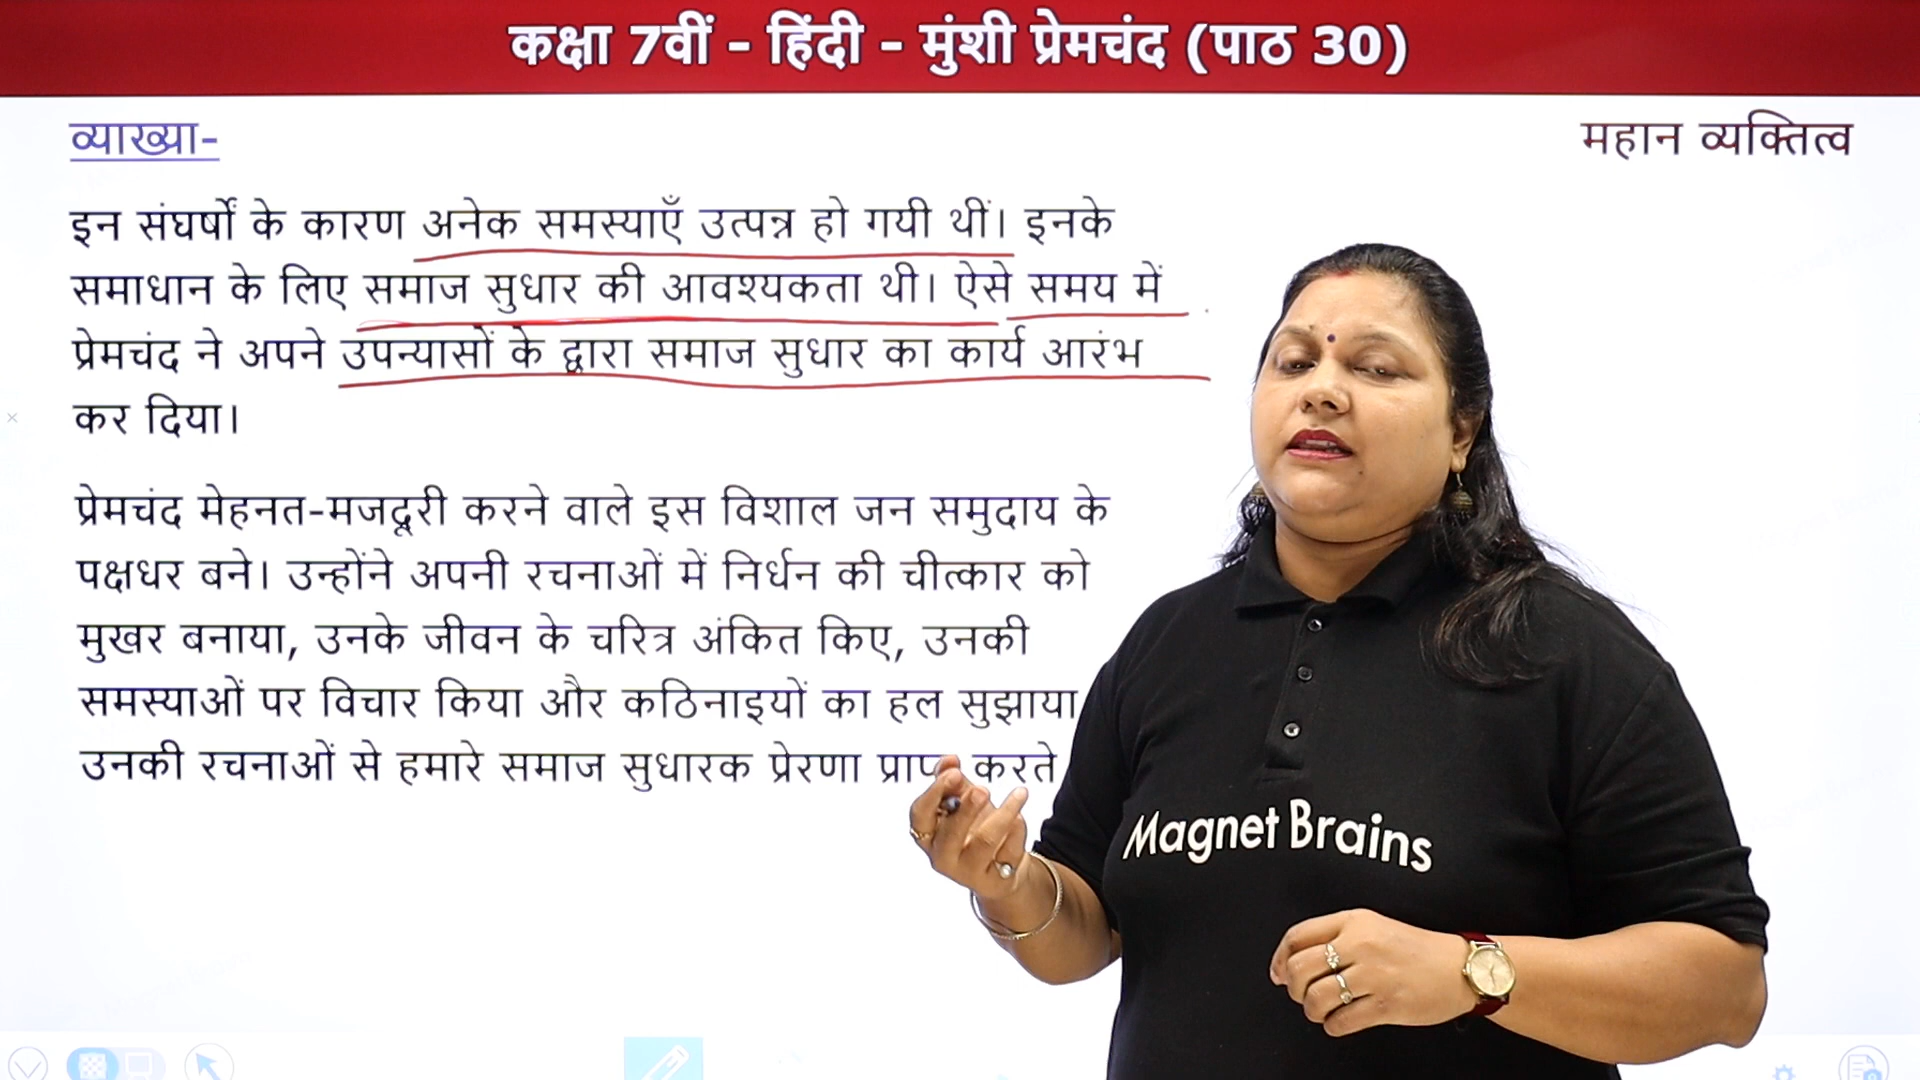 कक्षा 7वीं - हिंदी - मुंशी प्रेमचंद (पाठ 30)
व्याख्या-
महान व्यक्तित्व
इन संघर्षों के कारण अनेक समस्याएँ उत्पन्न हो गयी थीं। इनके
समाधान के लिए समाज सुधार की आवश्यकता थी। ऐसे समय में
प्रेमचंद ने अपने उपन्यासों के द्वारा समाज सुधार का कार्य आरंभ
कर दिया।
प्रेमचंद मेहनत-मजदूरी करने वाले इस विशाल जन समुदाय के
पक्षधर बने। उन्होंने अपनी रचनाओं में निर्धन की चीत्कार को
मुखर बनाया, उनके जीवन के चरित्र अंकित किए, उनकी
समस्याओं पर विचार किया और कठिनाइयों का हल सुझाया
उनकी रचनाओं से हमारे समाज सुधारक प्रेरणा करते
Magnet Brains